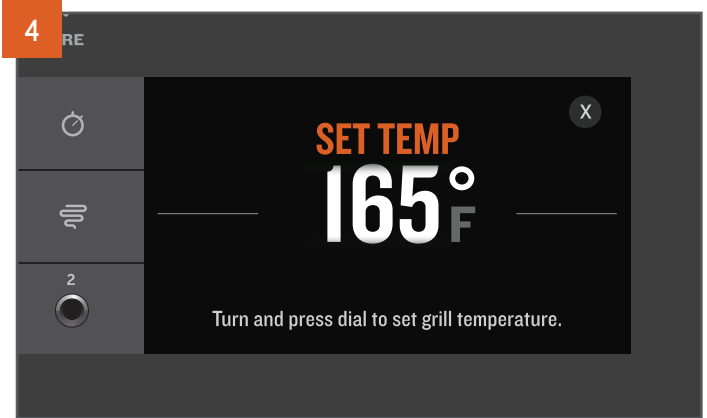 4
RE
X
SET TEMP
165°F
2
Turn and press dial to set grill temperature.